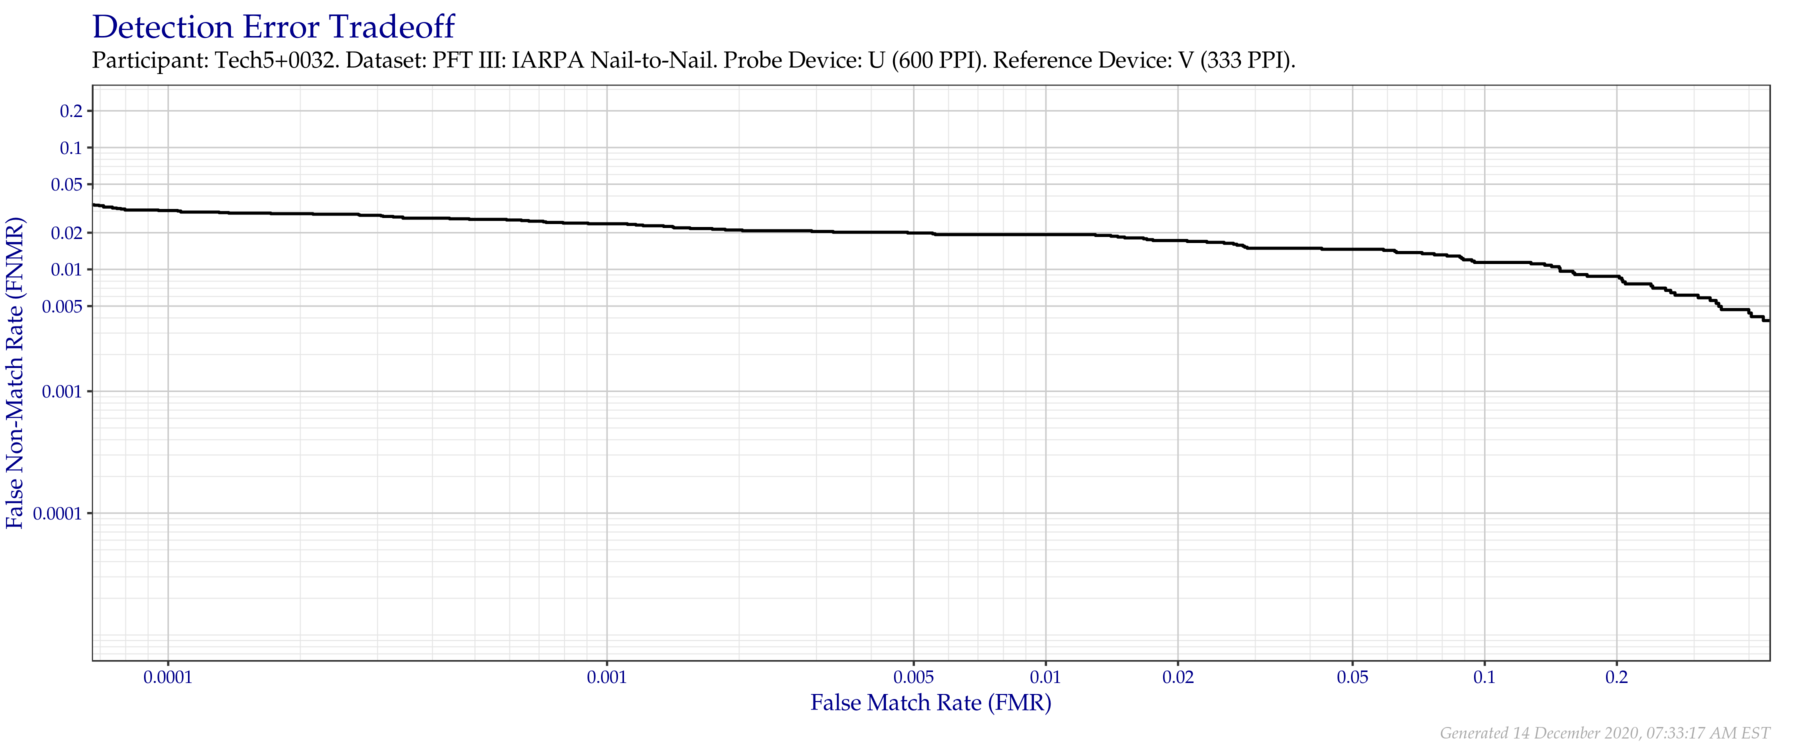 Detection Error Tradeoff
Participant: Tech5+0032. Dataset: PFT III: IARPA Nail-to-Nail. Probe Device: U (600 PPI). Reference Device: V (333 PPI).
False Non-Match Rate (FNMR)
0.2
0.1
0.05
0.02
0.01
0.005
0.001
0.0001
0.0001 0.001 0.005 0.01 0.02 0.05 0.1 0.2
False Match Rate (FMR)
Generated 14 December 2020, 07:33:17 AM EST